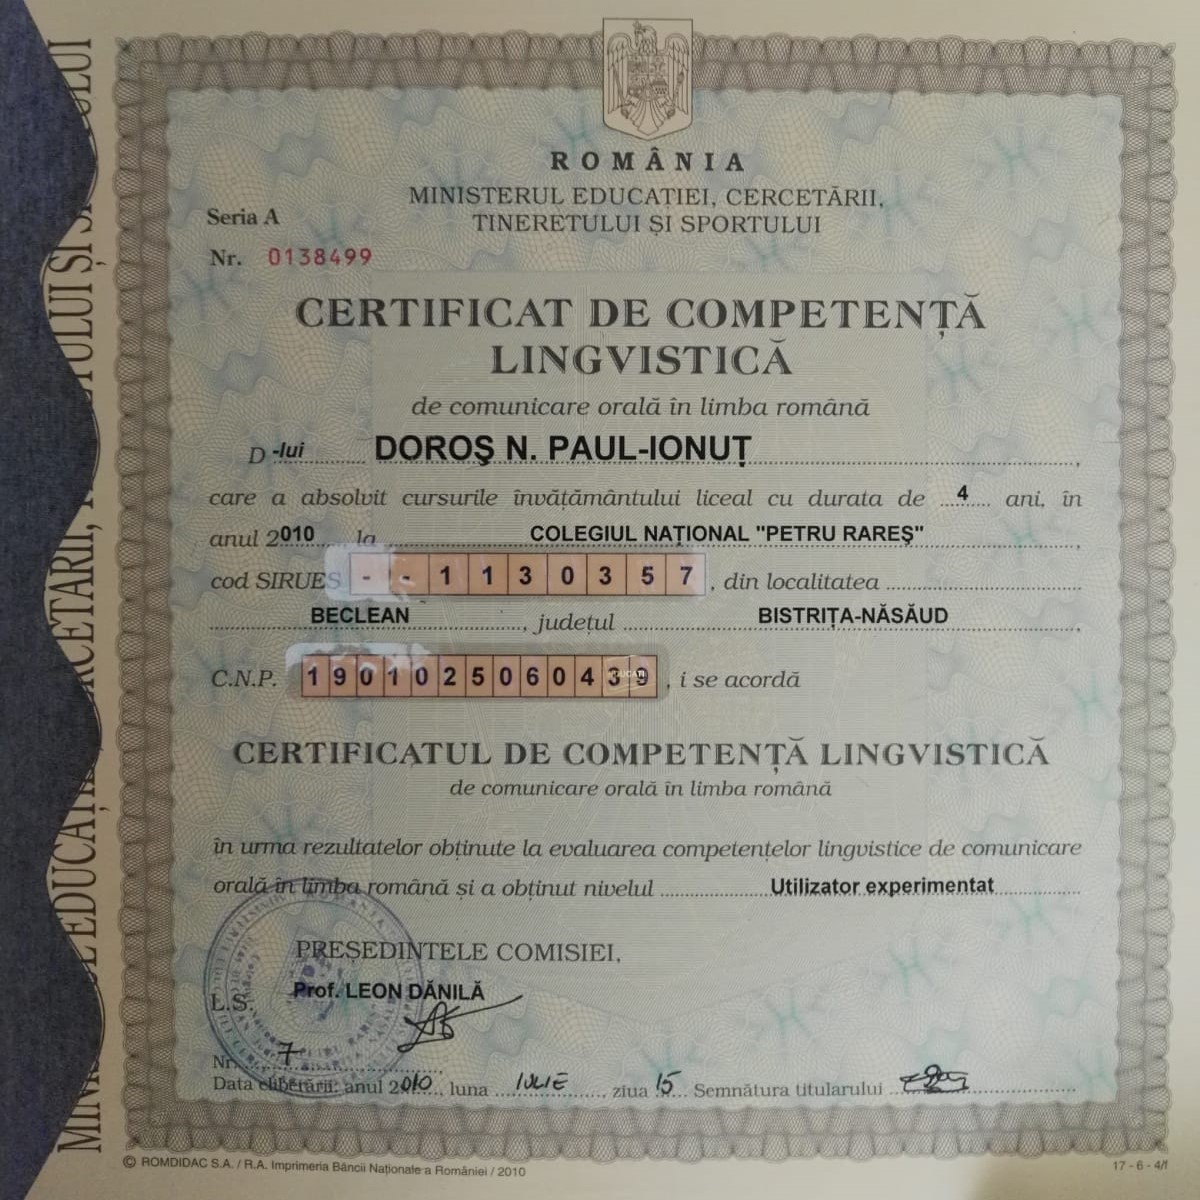 ROMÂNIA
MINISTERUL EDUCAȚIEI, CERCETĂRII,
TINERETULUI ȘI SPORTULUI
Seria A
Nr. 0138499
CERTIFICAT DE COMPETENȚĂ
LINGVISTICĂ
de comunicare orală în limba română
D-lui DOROȘ N. PAUL-IONUȚ,
care a absolvit cursurile învățământului liceal cu durata de 4 ani, în
anul 2010 la COLEGIUL NAȚIONAL "PETRU RAREȘ",
cod SIRUES - - 1 1 3 0 3 5 7, din localitatea
BECLEAN, județul BISTRIȚA-NĂSĂUD,
C.N.P. 1 9 0 1 0 2 5 0 6 0 4 3 9, i se acordă
CERTIFICATUL DE COMPETENȚĂ LINGVISTICĂ
de comunicare orală în limba română
în urma rezultatelor obținute la evaluarea competențelor lingvistice de comunicare
orală în limba română și a obținut nivelul Utilizator experimentat
PREȘEDINTELE COMISIEI,
Prof. LEON DĂNILĂ
L.S.
Nr. 7
Data eliberării: anul 2010, luna IULIE, ziua 15 Semnătura titularului
© ROMDIDAC S.A. / R.A. Imprimeria Băncii Naționale a României / 2010
17 - 6 - 4/f